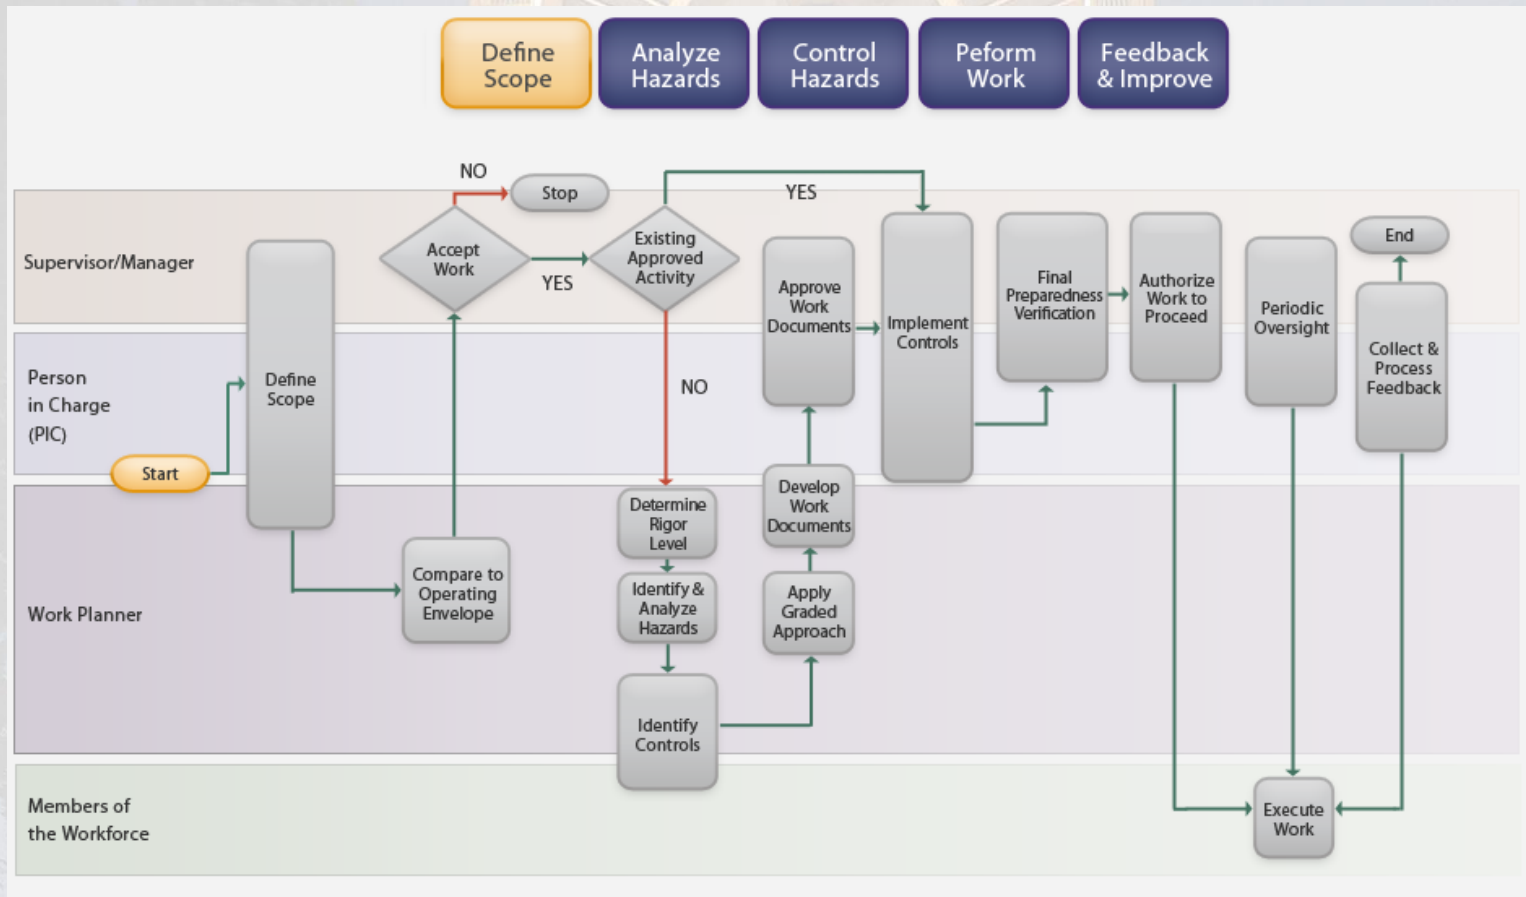 Define
Scope
Analyze
Hazards
Control
Hazards
Peform
Work
Feedback
& Improve
NO
Stop
YES
Supervisor/Manager
Accept
Work
YES
Existing
Approved
Activity
Approve
Work
Documents
Implement
Controls
Final
Preparedness
Verification
Authorize
Work to
Proceed
Periodic
Oversight
End
Collect &
Process
Feedback
Person
in Charge
(PIC)
Start
Define
Scope
NO
Work Planner
Compare to
Operating
Envelope
Determine
Rigor
Level
Identify &
Analyze
Hazards
Identify
Controls
Develop
Work
Documents
Apply
Graded
Approach
Members of
the Workforce
Execute
Work